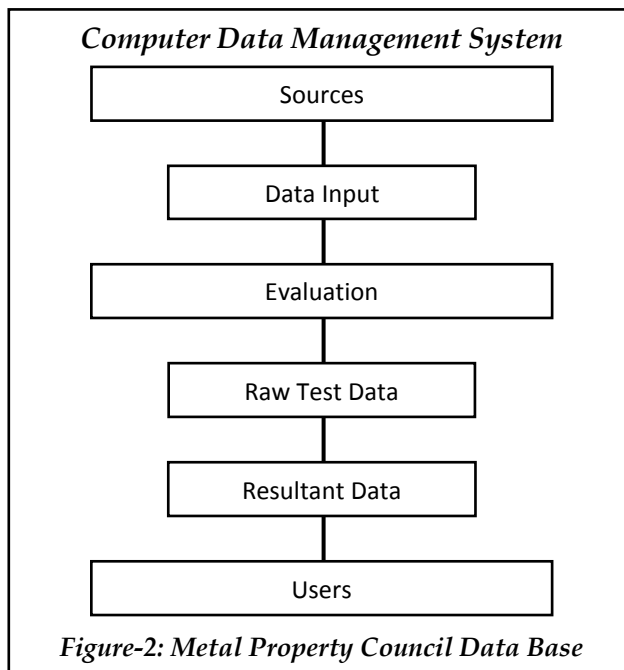 Computer Data Management System
Sources
Data Input
Evaluation
Raw Test Data
Resultant Data
Users
Figure-2: Metal Property Council Data Base